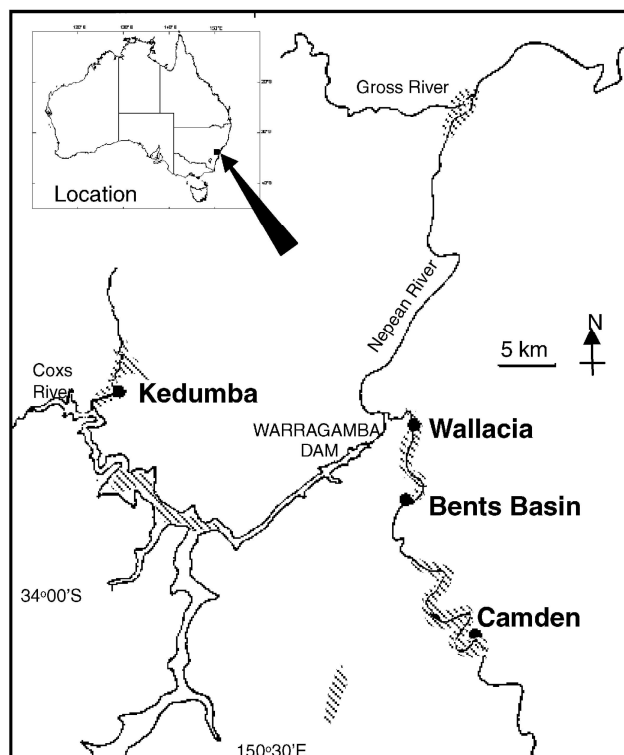 Location
Gross River
Nepean River
N
5 km
Coxs
River
Kedumba
WARRAGAMBA
DAM
Wallacia
Bents Basin
34o00'S
Camden
150o30'E